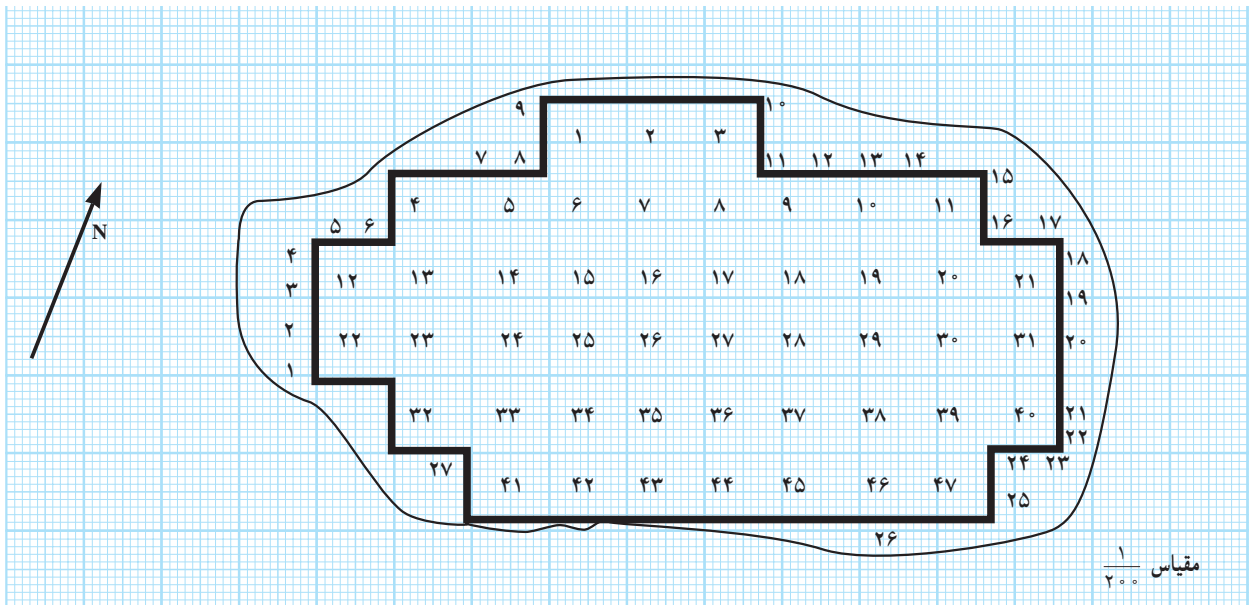 ۹ ۱۰
۱ ۲ ۳
۷ ۸ ۱۱ ۱۲ ۱۳ ۱۴
۱۵
۴ ۵ ۶ ۷ ۸ ۹ ۱۰ ۱۱
۵ ۶ ۱۶ ۱۷
N
۴ ۱۸
۱۲ ۱۳ ۱۴ ۱۵ ۱۶ ۱۷ ۱۸ ۱۹ ۲۰ ۲۱
۳ ۱۹
۲ ۲۲ ۲۳ ۲۴ ۲۵ ۲۶ ۲۷ ۲۸ ۲۹ ۳۰ ۳۱ ۲۰
۱
۳۲ ۳۳ ۳۴ ۳۵ ۳۶ ۳۷ ۳۸ ۳۹ ۴۰ ۲۱
۲۲
۲۷ ۲۴ ۲۳
۴۱ ۴۲ ۴۳ ۴۴ ۴۵ ۴۶ ۴۷ ۲۵
۲۶
مقیاس ۱/۲۰۰